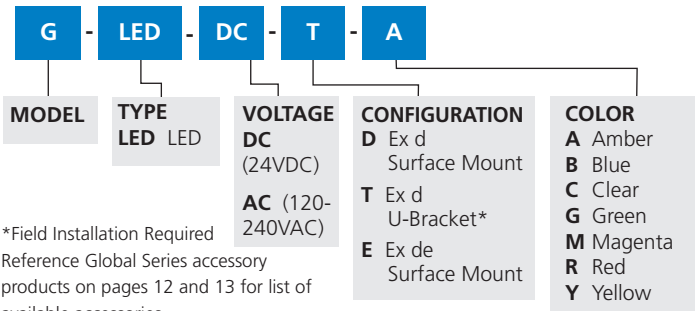 G - LED - DC - T - A
MODEL
TYPE
LED LED
VOLTAGE
DC
(24VDC)
AC (120-
240VAC)
CONFIGURATION
D Ex d
Surface Mount
T Ex d
U-Bracket*
E Ex de
Surface Mount
COLOR
A Amber
B Blue
C Clear
G Green
M Magenta
R Red
Y Yellow
*Field Installation Required
Reference Global Series accessory
products on pages 12 and 13 for list of
available accessories